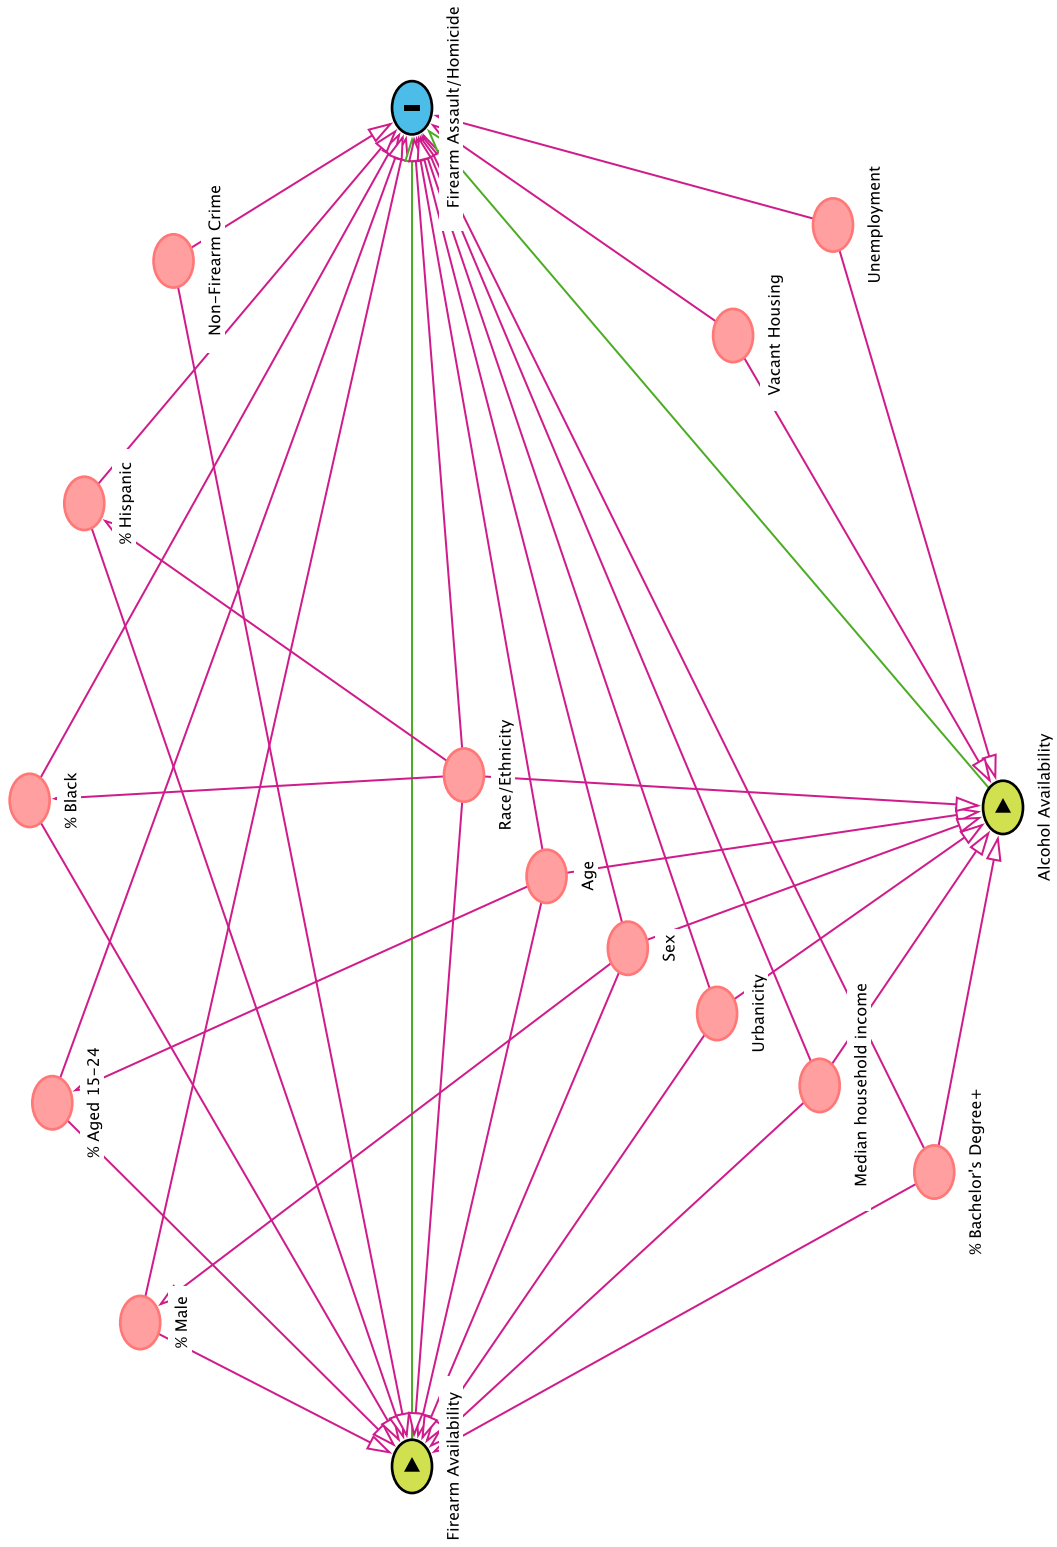 % Male
% Aged 15-24
% Black
% Hispanic
Non-Firearm Crime
Firearm Availability
Firearm Assault/Homicide
Race/Ethnicity
Age
Sex
Urbanicity
Vacant Housing
Median household income
Unemployment
% Bachelor's Degree+
Alcohol Availability